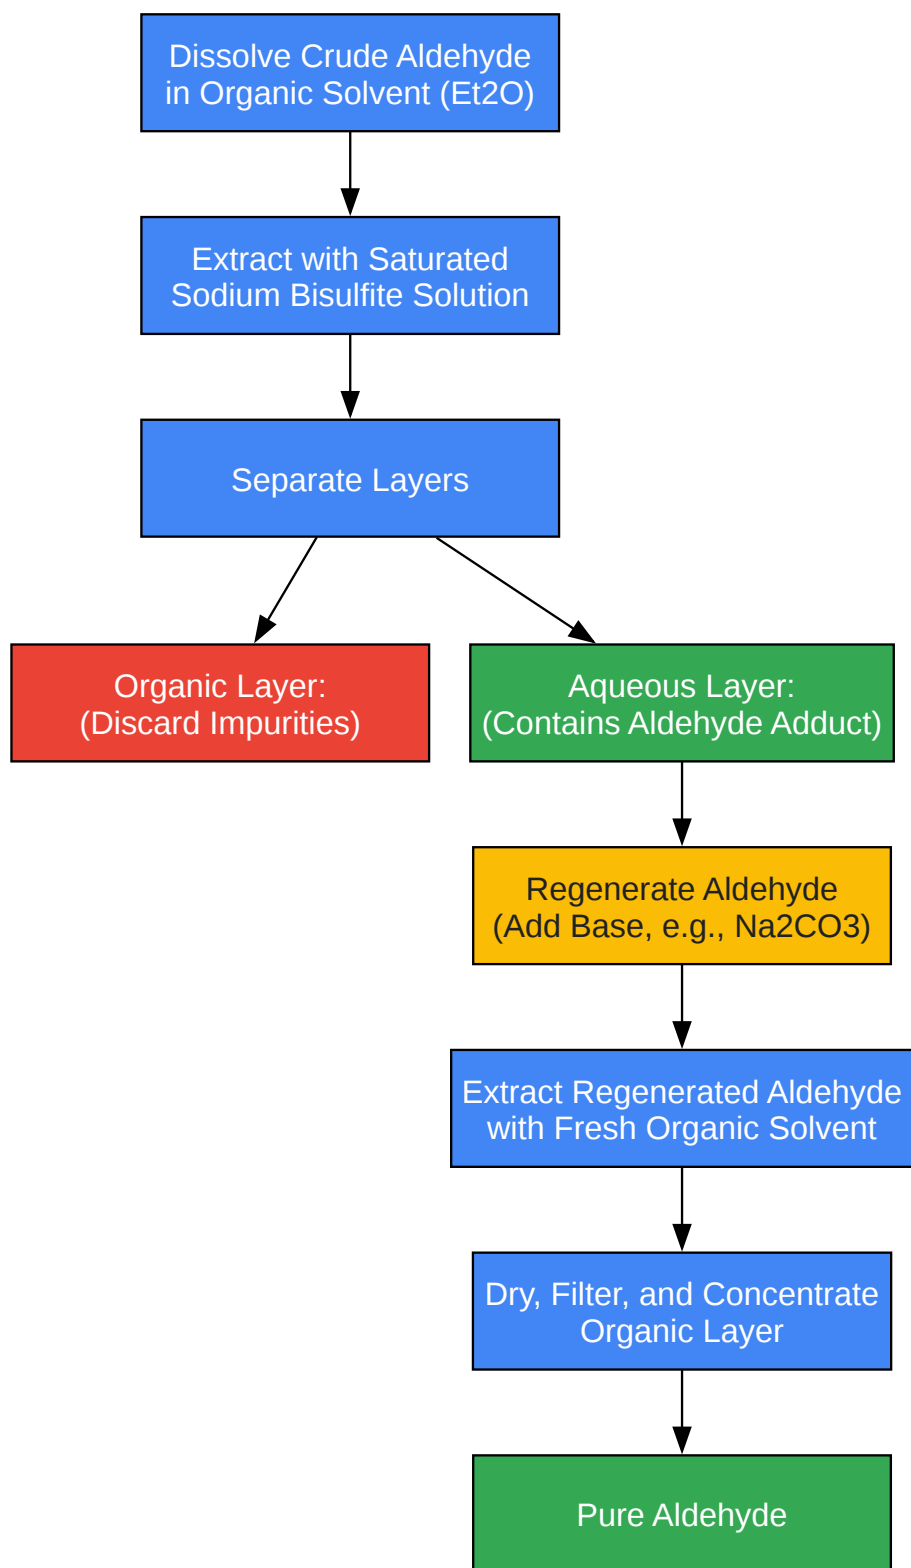 Dissolve Crude Aldehyde
in Organic Solvent (Et2O)
Extract with Saturated
Sodium Bisulfite Solution
Separate Layers
Organic Layer:
(Discard Impurities)
Aqueous Layer:
(Contains Aldehyde Adduct)
Regenerate Aldehyde
(Add Base, e.g., Na2CO3)
Extract Regenerated Aldehyde
with Fresh Organic Solvent
Dry, Filter, and Concentrate
Organic Layer
Pure Aldehyde